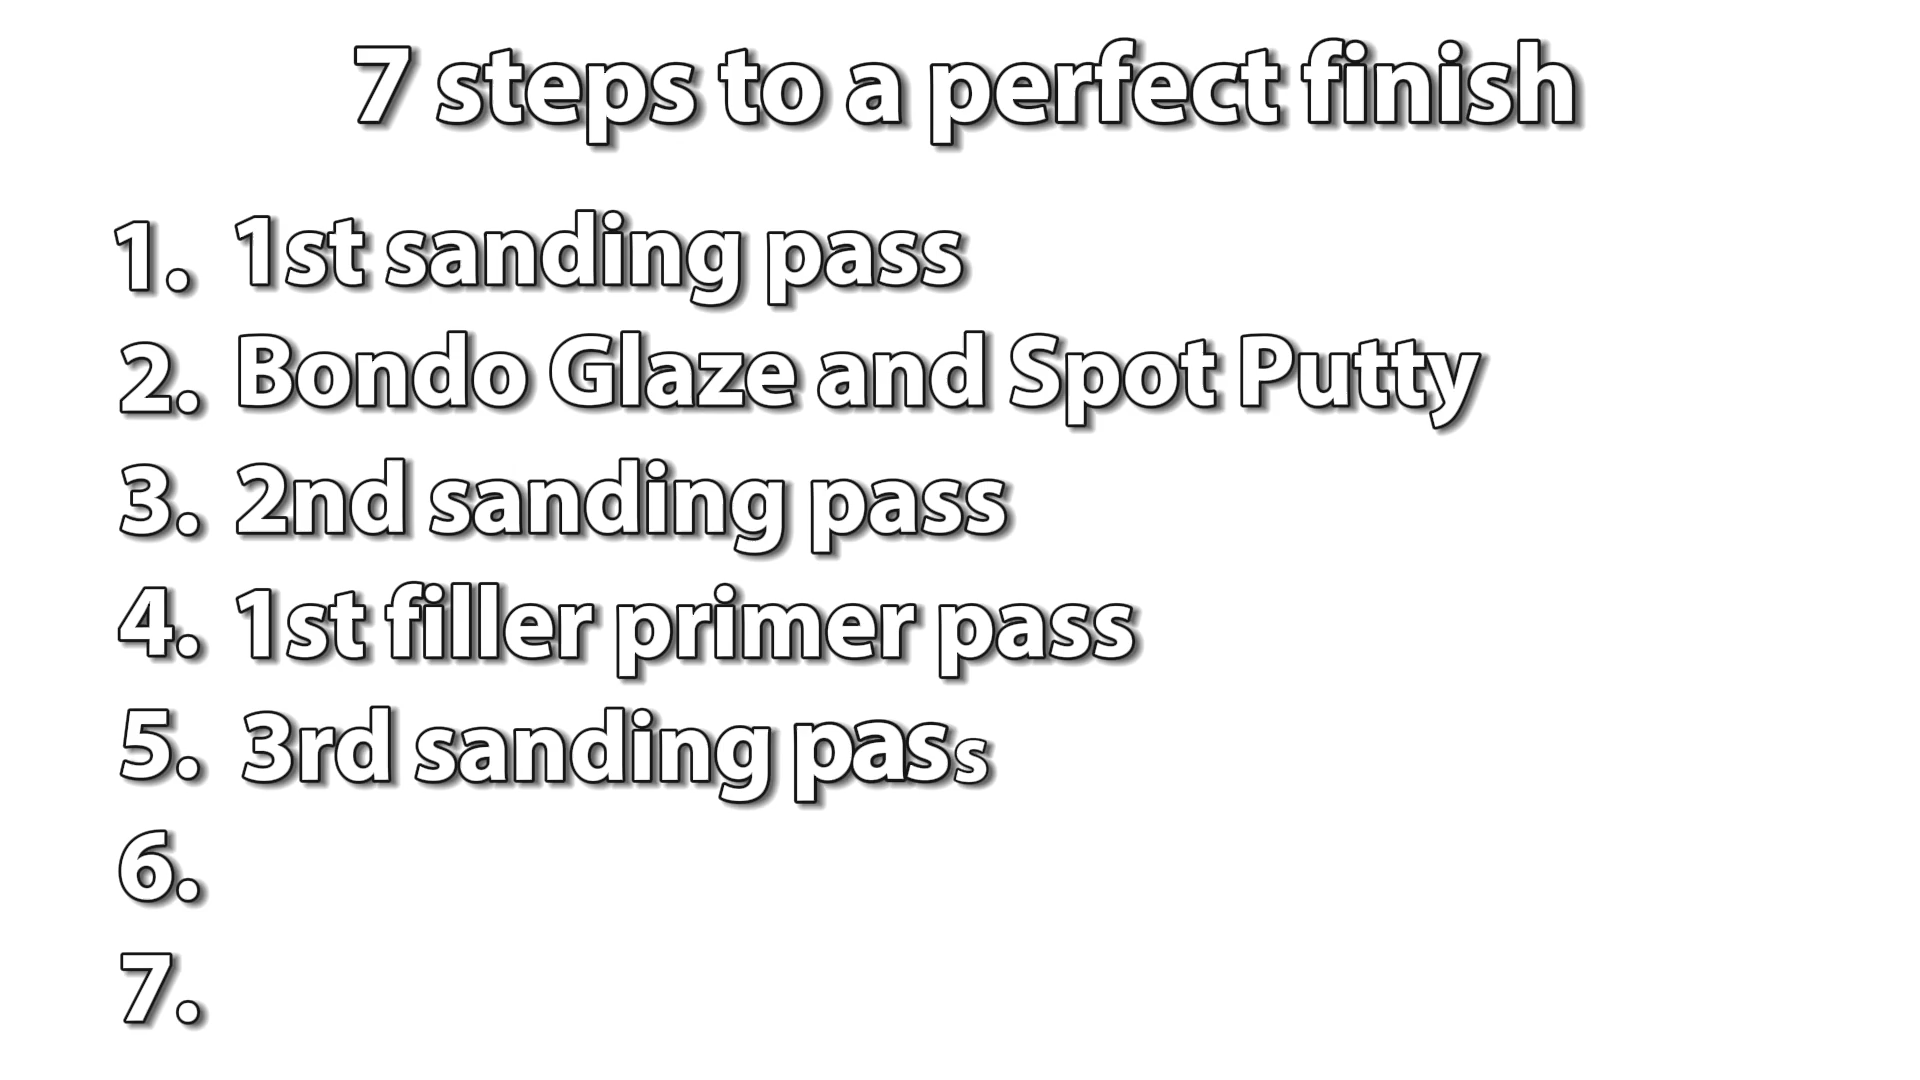 7 steps to a perfect finish
1. 1st sanding pass
2. Bondo Glaze and Spot Putty
3. 2nd sanding pass
4. 1st filler primer pass
5. 3rd sanding pass
6.
7.